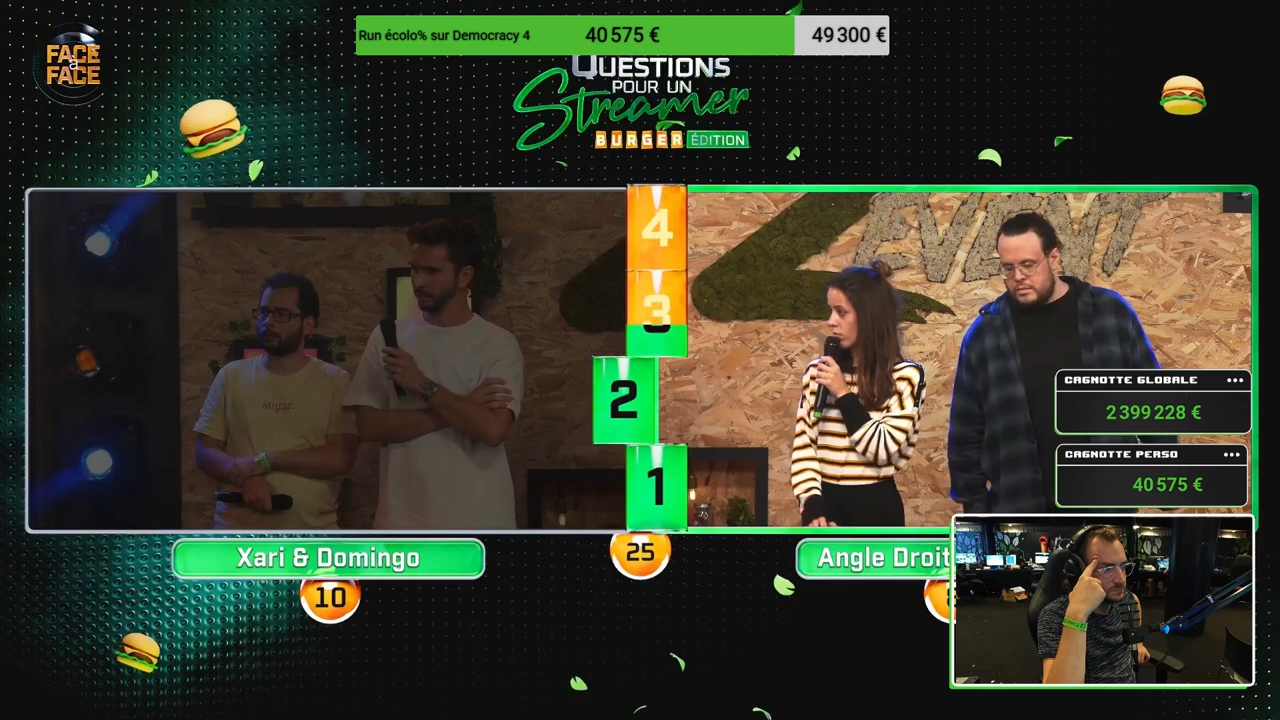 Run écolo% sur Democracy 4 40 575 € 49 300 €
FACE
à
FACE
QUESTIONS
POUR UN
Streamer
BURGER ÉDITION
4
3
2
1
ZEVENT
sugar.
CAGNOTTE GLOBALE
2 399 228 €
CAGNOTTE PERSO
40 575 €
Xari & Domingo
25
Angle Droit
10